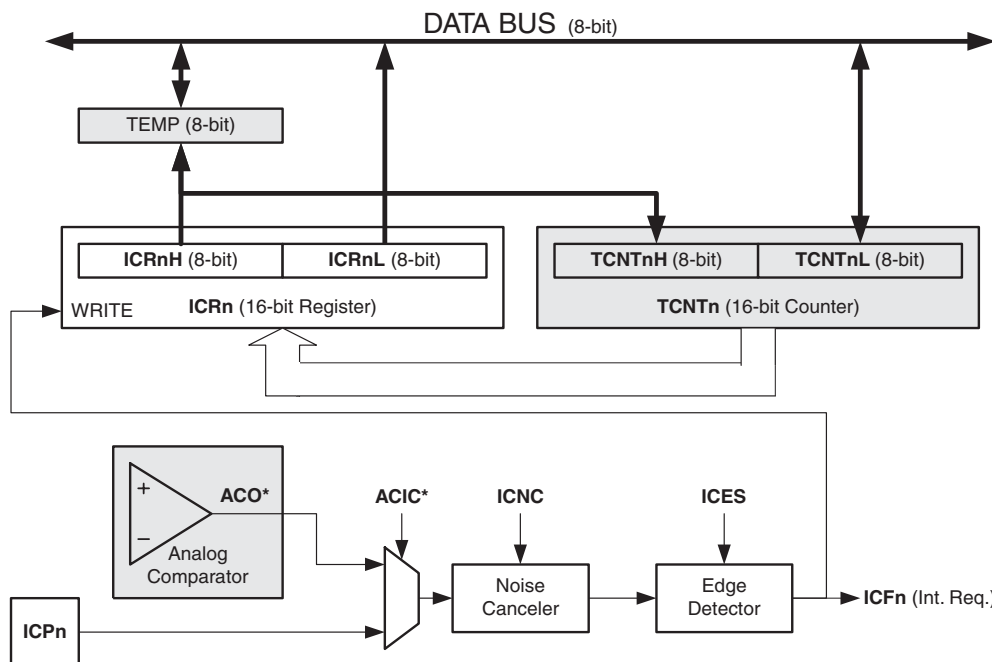 DATA BUS (8-bit)
TEMP (8-bit)
ICRnH (8-bit)
ICRnL (8-bit)
TCNTnH (8-bit)
TCNTnL (8-bit)
WRITE
ICRn (16-bit Register)
TCNTn (16-bit Counter)
+
−
ACO*
Analog
Comparator
ACIC*
ICNC
ICES
Noise
Canceler
Edge
Detector
ICFn (Int. Req.)
ICPn